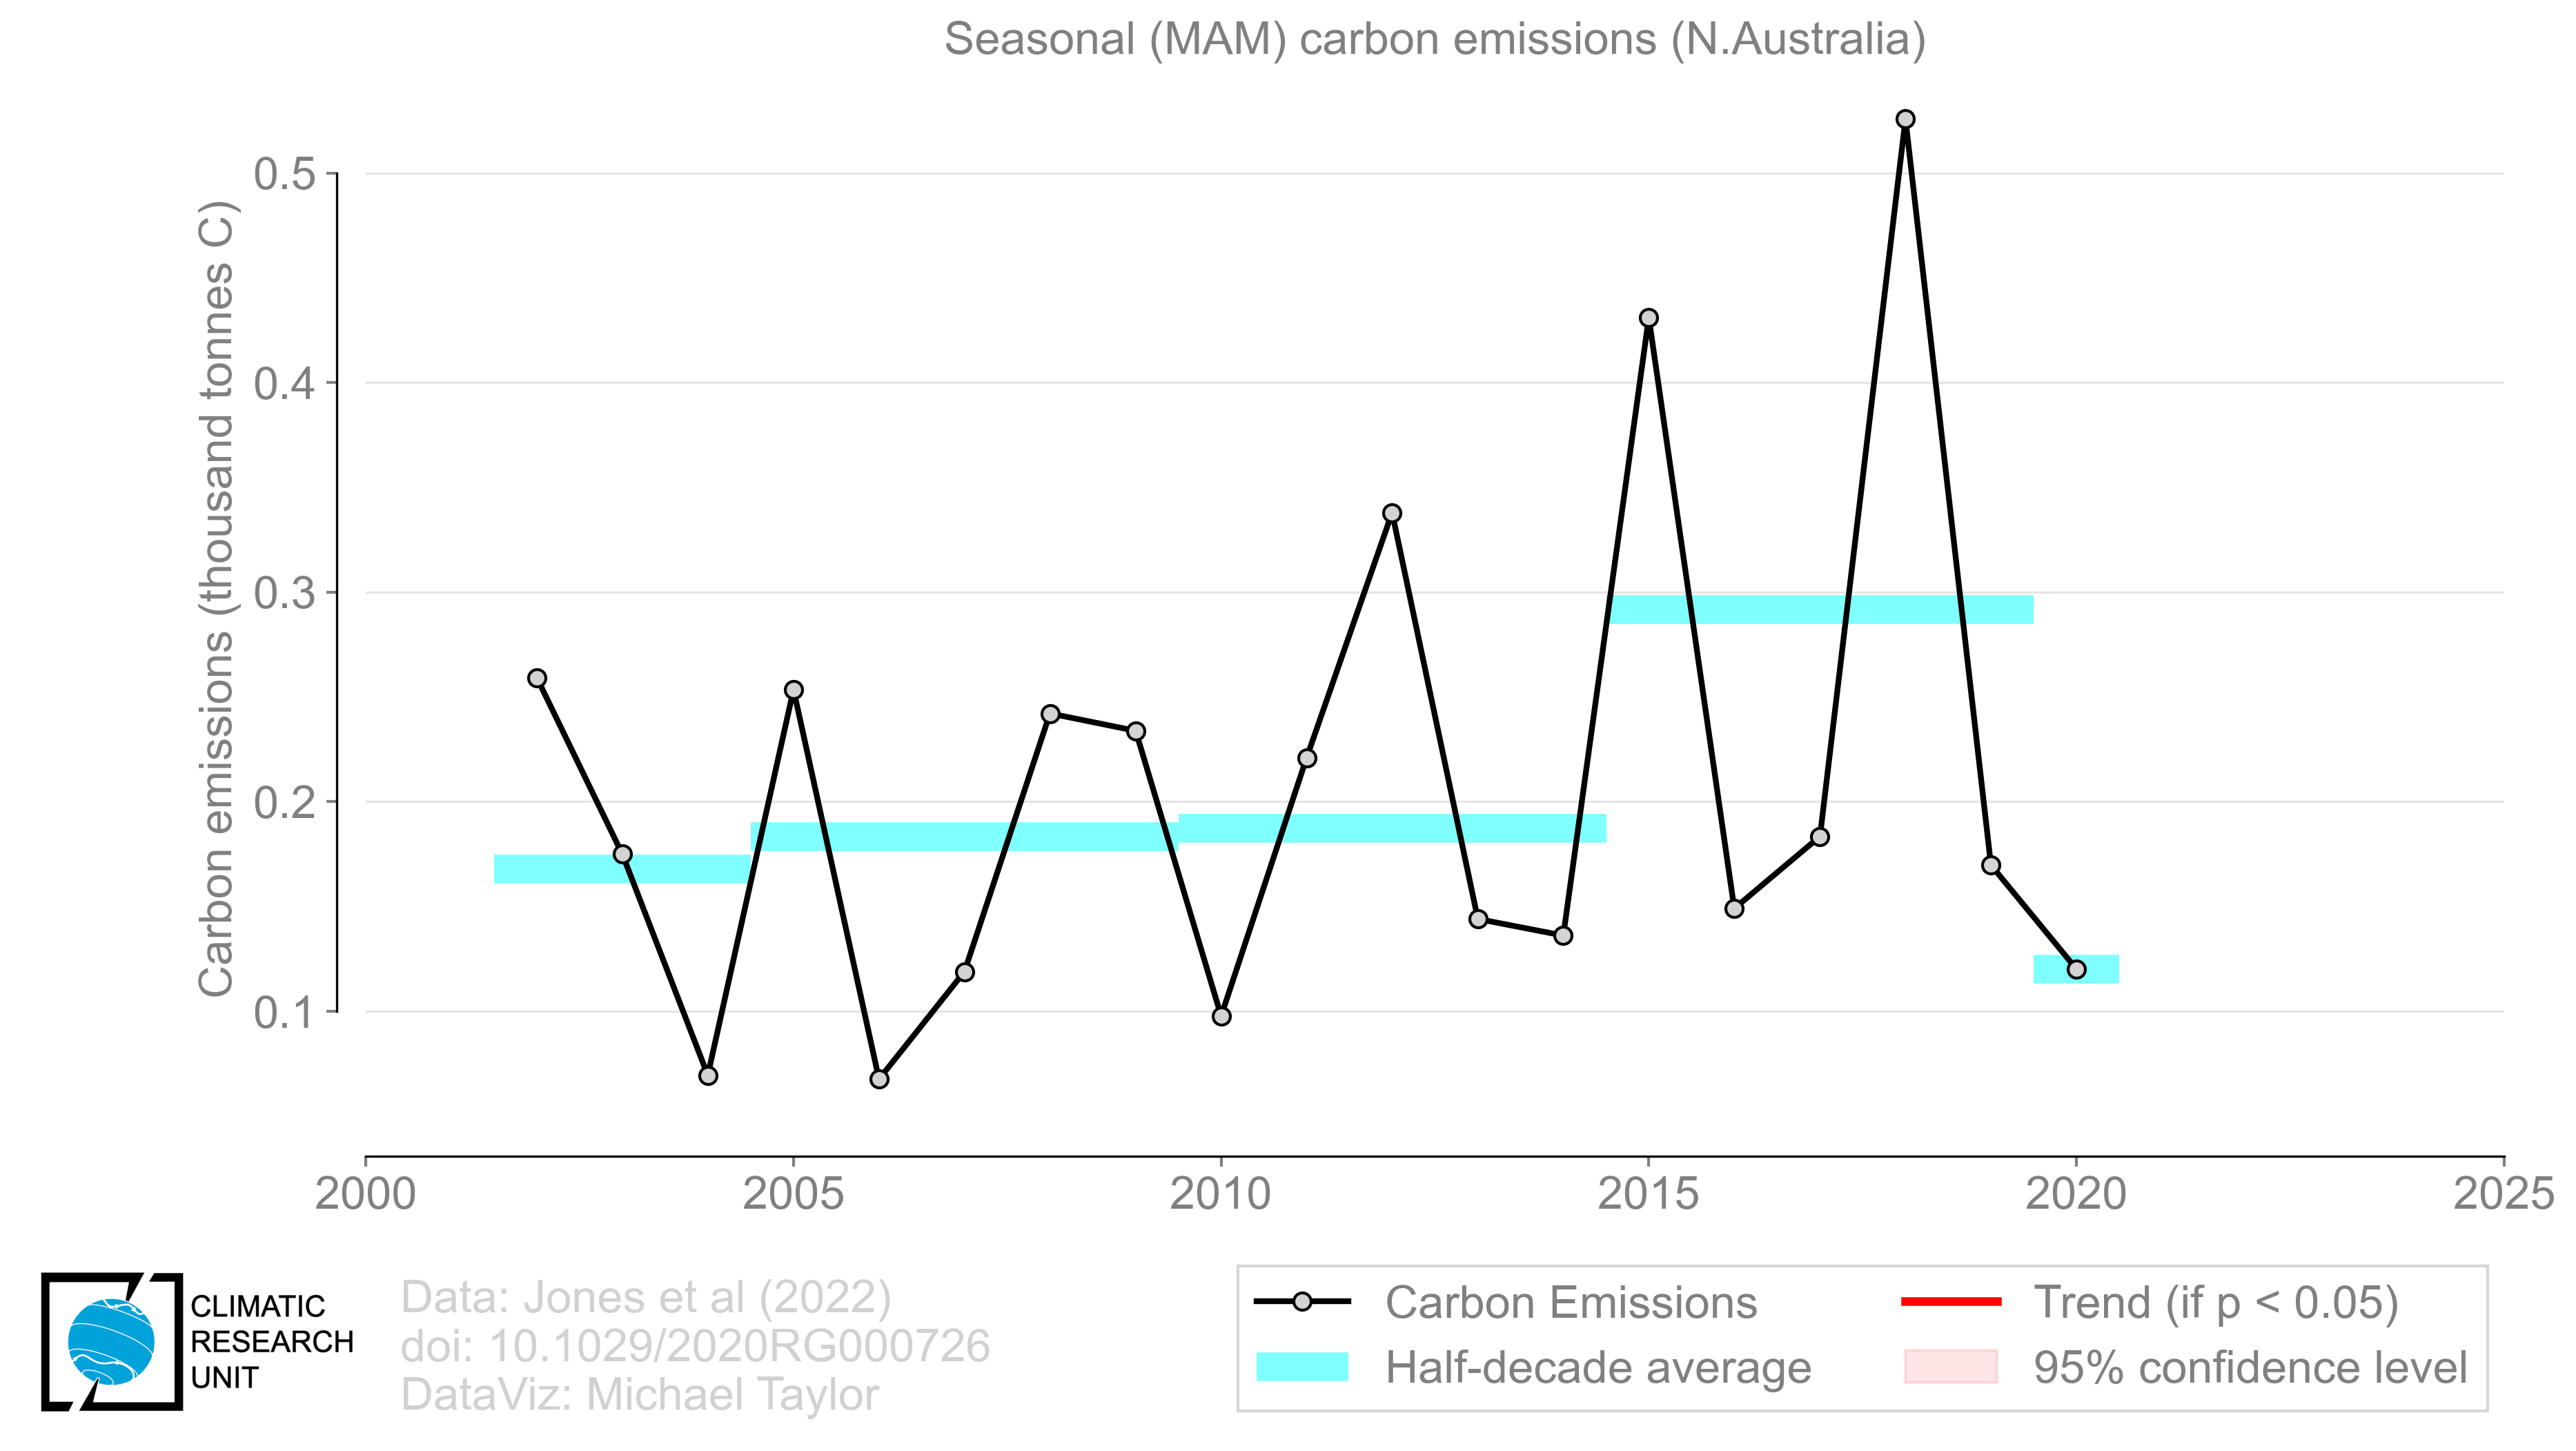 Seasonal (MAM) carbon emissions (N.Australia)
Carbon emissions (thousand tonnes C)
0.5
0.4
0.3
0.2
0.1
2000 2005 2010 2015 2020 2025
CLIMATIC
RESEARCH
UNIT
Data: Jones et al (2022)
doi: 10.1029/2020RG000726
DataViz: Michael Taylor
Carbon Emissions
Half-decade average
Trend (if p < 0.05)
95% confidence level